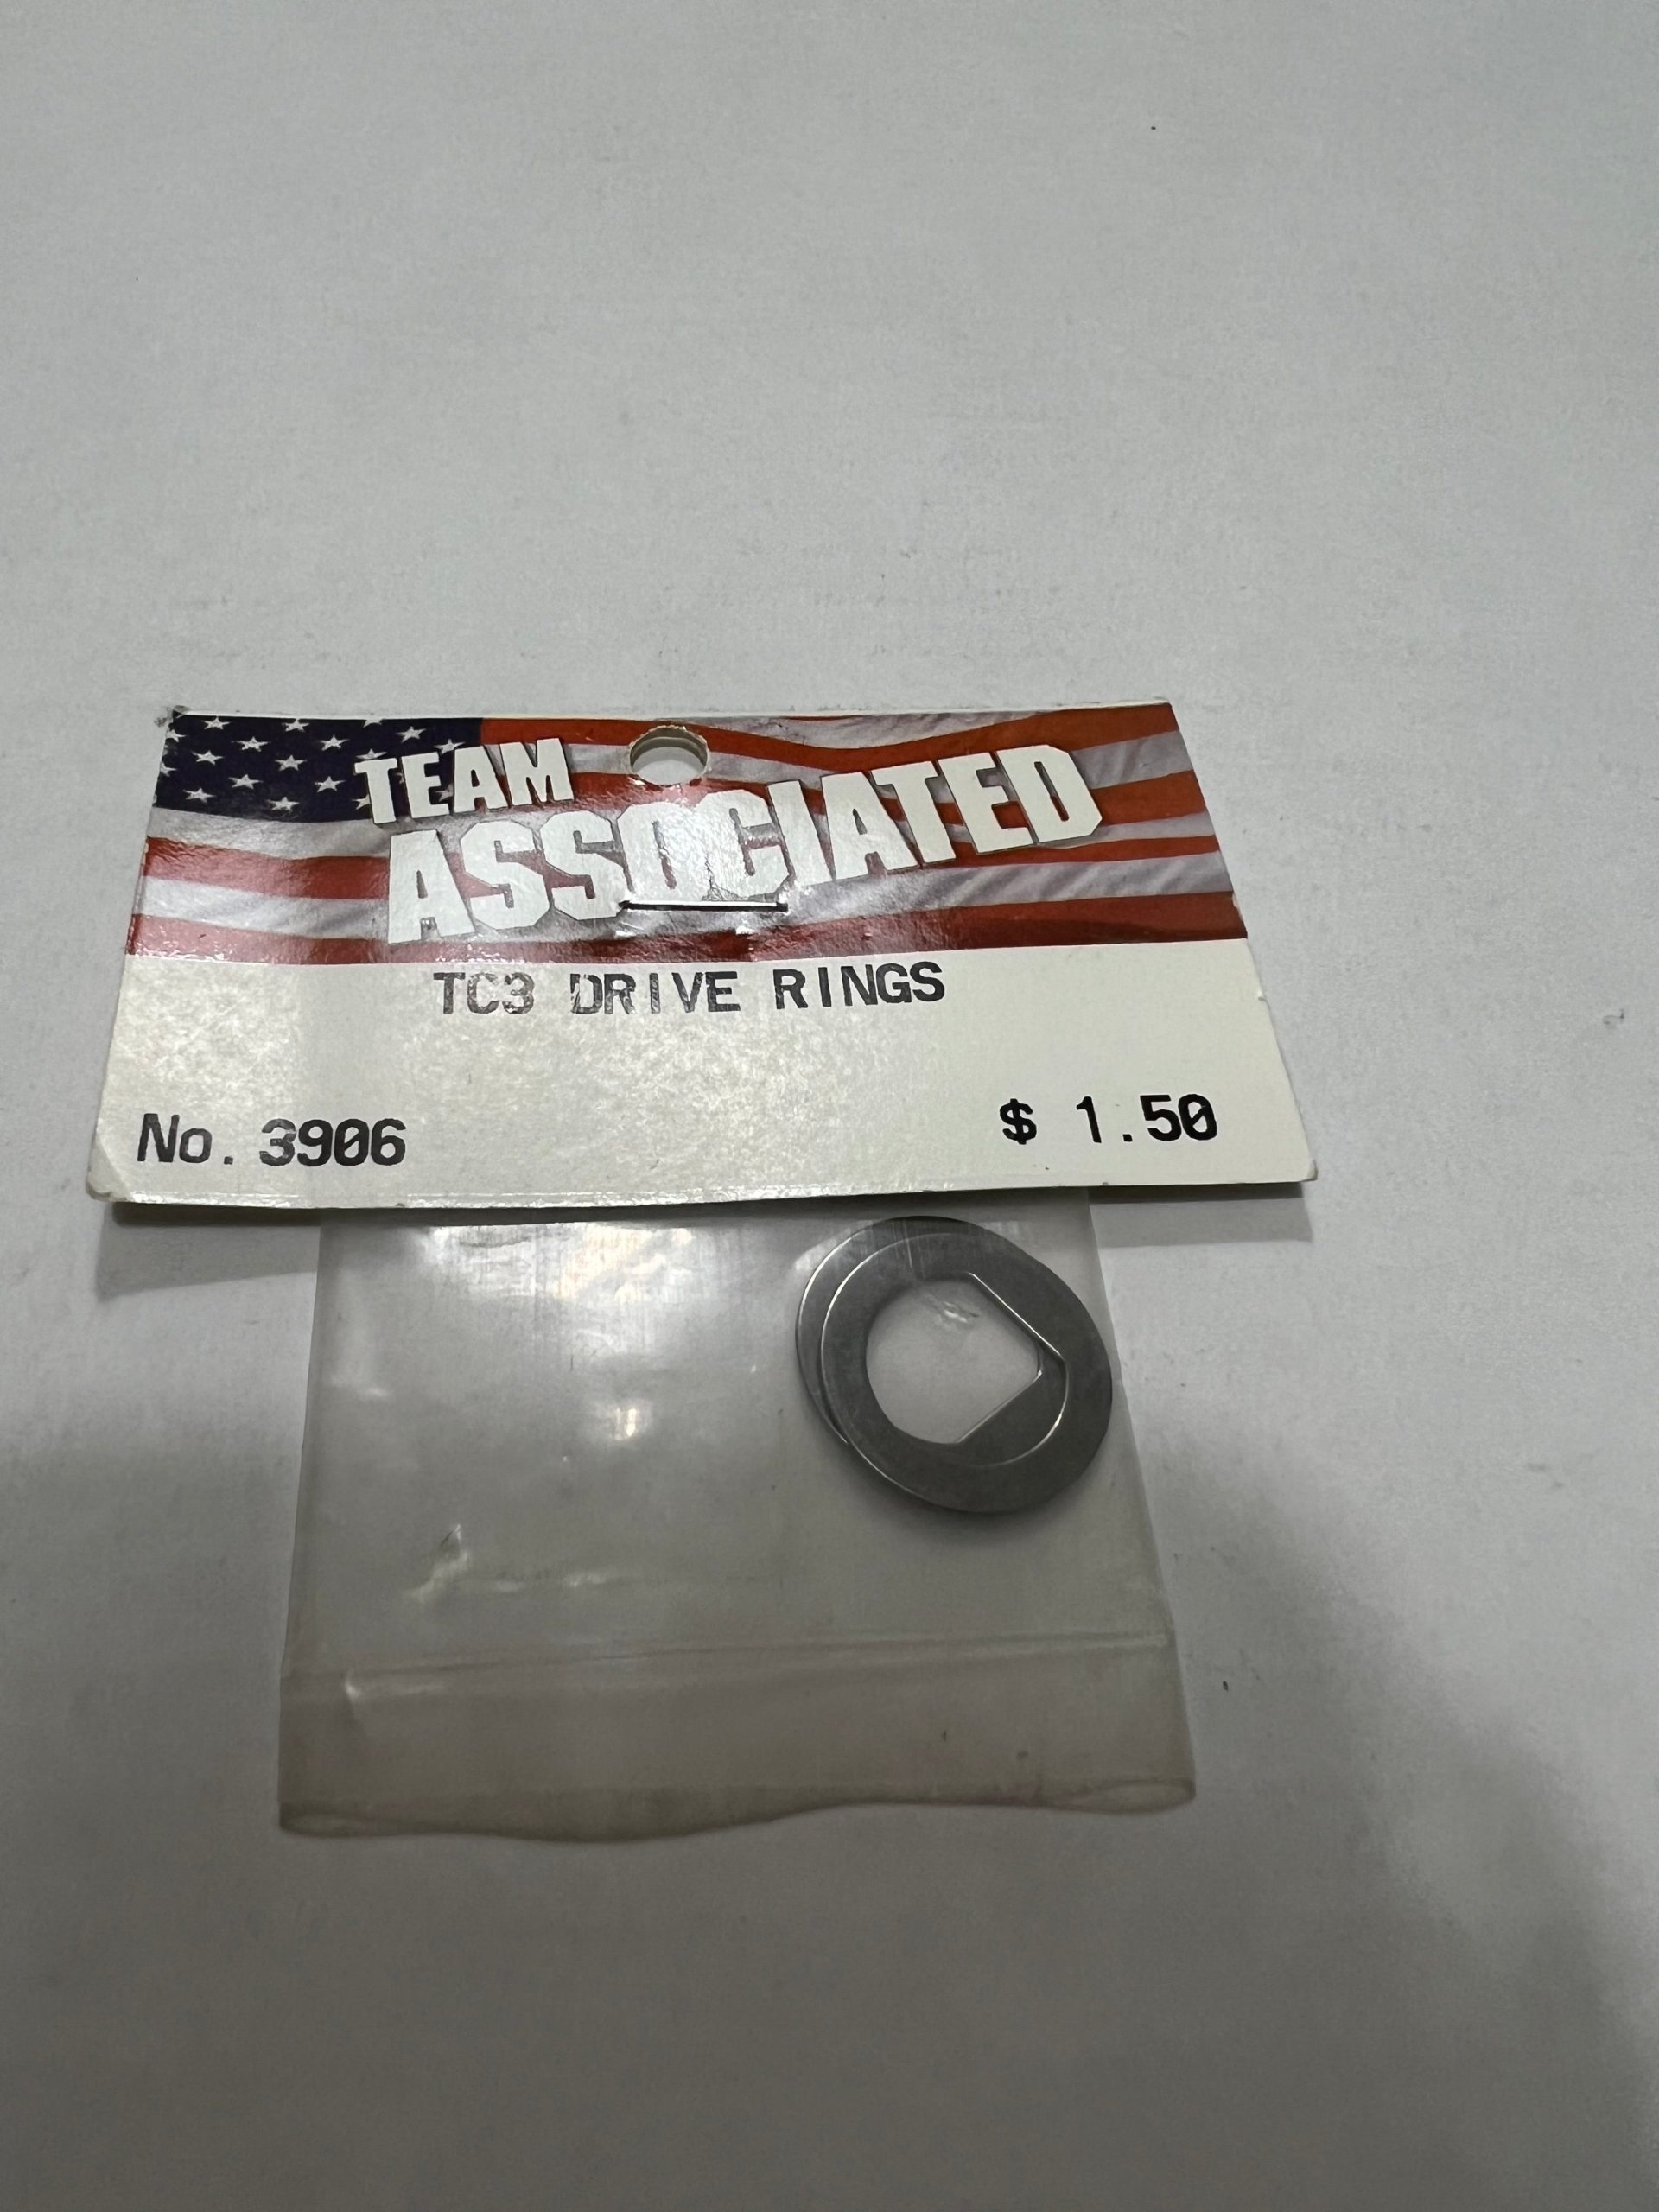 TEAM
ASSOCIATED
TC3 DRIVE RINGS
No. 3906
$ 1.50